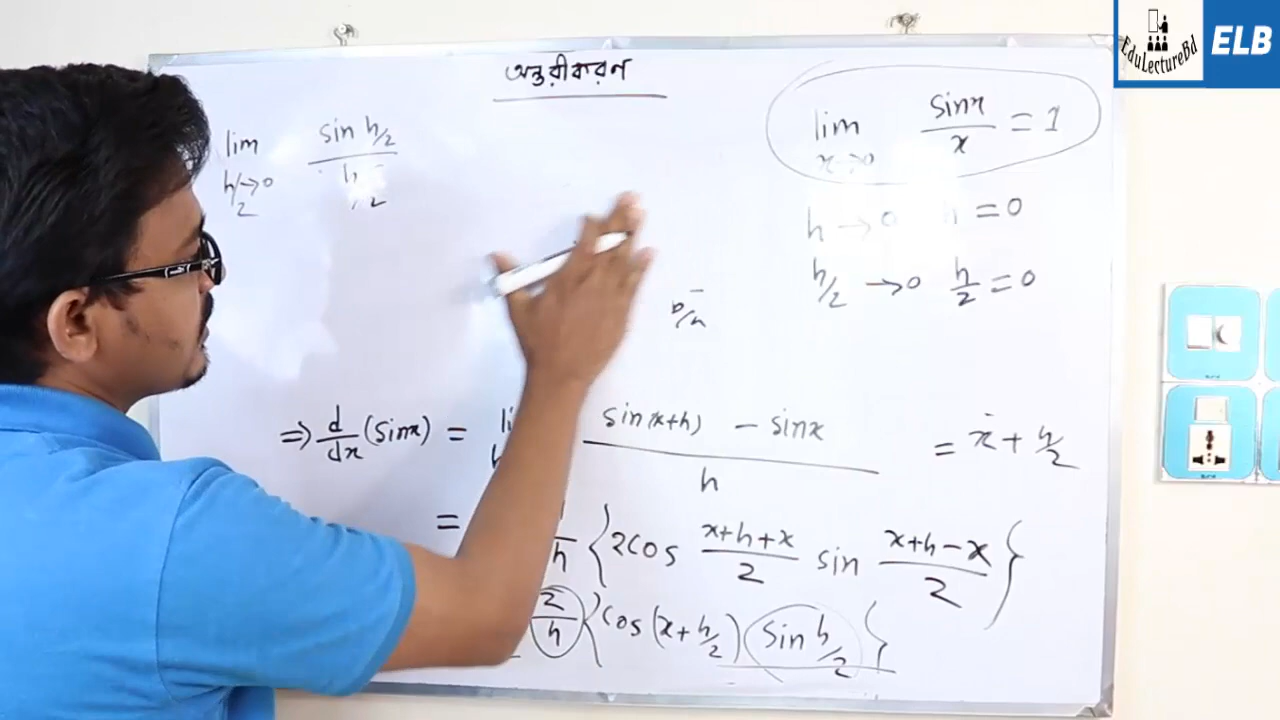 EduLectureBd
ELB
অন্তরীকরণ
lim h/2→0 sin h/2 / h/2
lim x→0 sinx / x = 1
h → 0 h = 0
h/2 → 0 h/2 = 0
⇒ d/dx (sinx) = sin(x+h) − sinx / h
= x + h/2
= 1/h {2cos x+h+x / 2 sin x+h−x / 2}
2/h {cos(x+h/2) sin h/2}